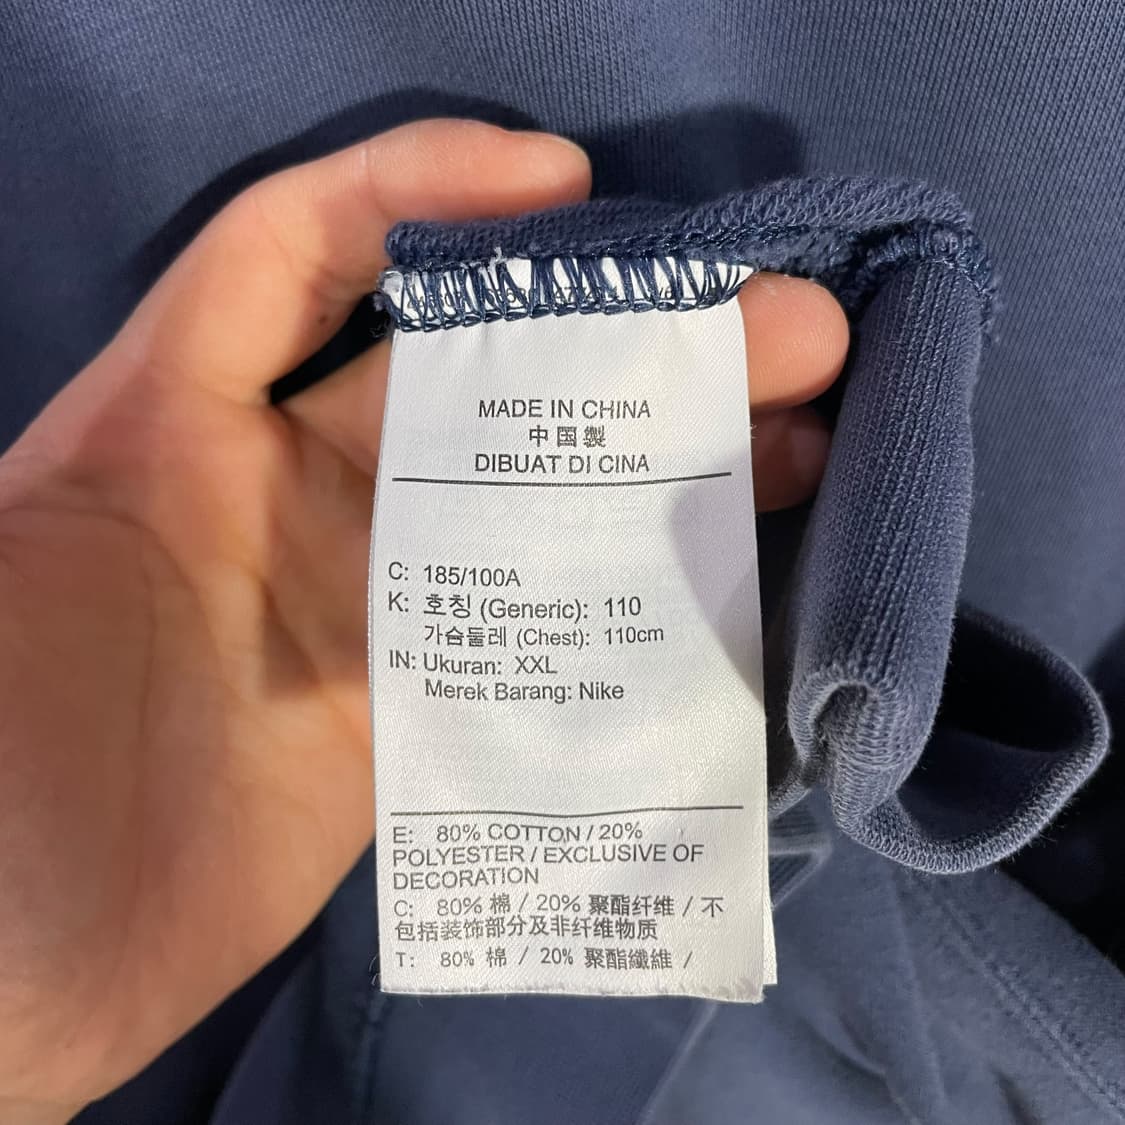 MADE IN CHINA
中国製
DIBUAT DI CINA
C: 185/100A
K: 호칭 (Generic): 110
가슴둘레 (Chest): 110cm
IN: Ukuran: XXL
Merek Barang: Nike
E: 80% COTTON / 20%
POLYESTER / EXCLUSIVE OF
DECORATION
C: 80% 棉 / 20% 聚酯纤维 / 不
包括装饰部分及非纤维物质
T: 80% 棉 / 20% 聚酯纖維 /